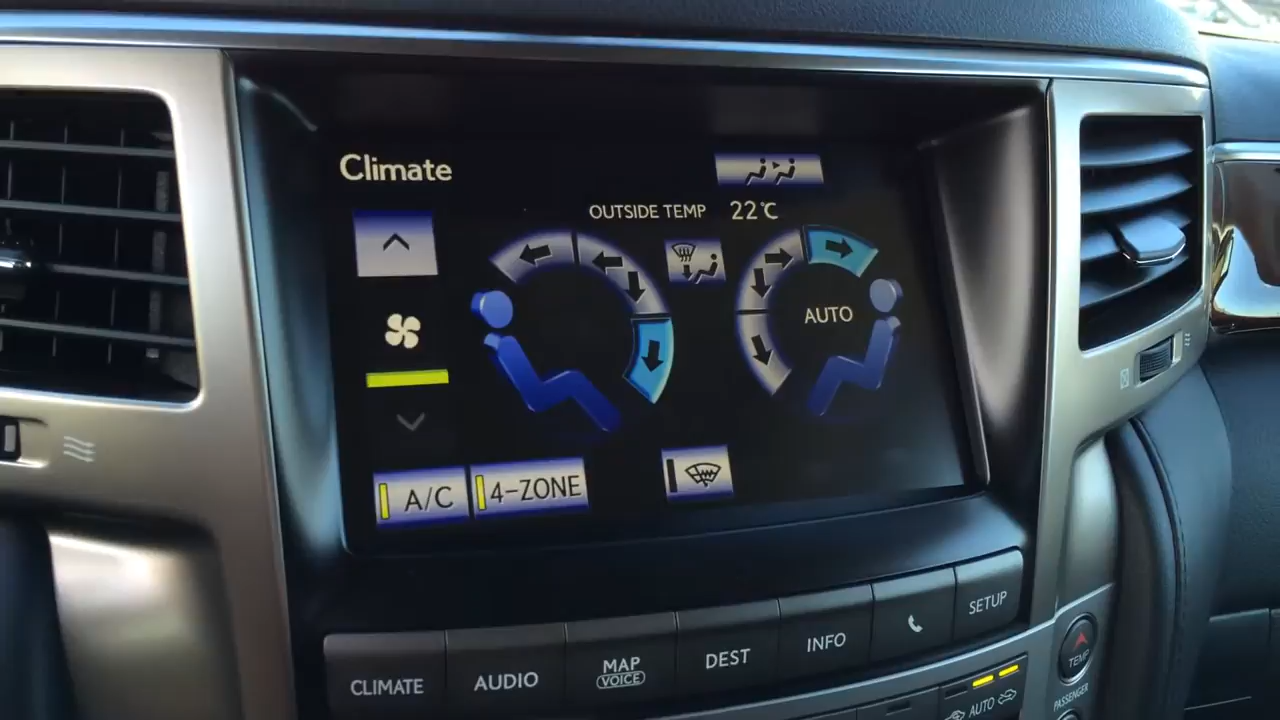 Climate
OUTSIDE TEMP 22°C
AUTO
A/C
4-ZONE
CLIMATE
AUDIO
MAP
VOICE
DEST
INFO
SETUP
AUTO
TEMP
PASSENGER